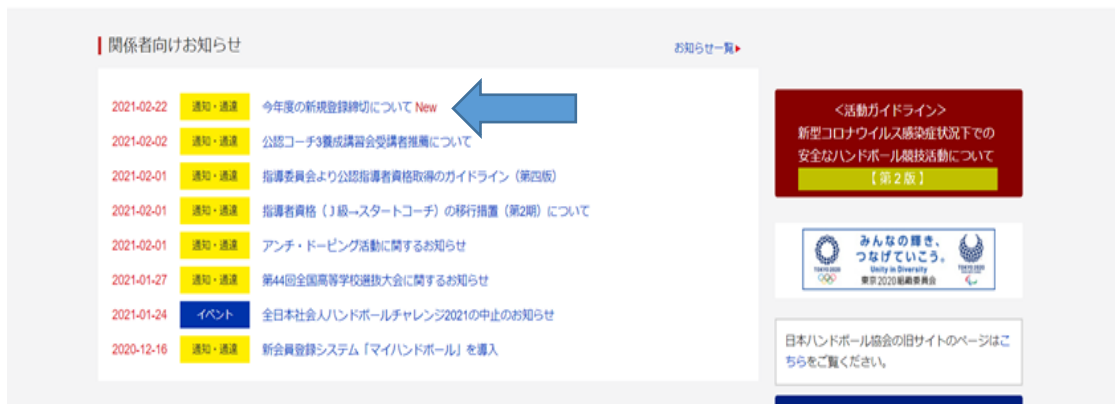 関係者向けお知らせ
お知らせ一覧▶
2021-02-22 通知・通達 今年度の新規登録締切について New
2021-02-02 通知・通達 公認コーチ3養成講習会受講者推薦について
2021-02-01 通知・通達 指導委員会より公認指導者資格取得のガイドライン（第四版）
2021-02-01 通知・通達 指導者資格（J級→スタートコーチ）の移行措置（第2期）について
2021-02-01 通知・通達 アンチ・ドーピング活動に関するお知らせ
2021-01-27 通知・通達 第44回全国高等学校選抜大会に関するお知らせ
2021-01-24 イベント 全日本社会人ハンドボールチャレンジ2021の中止のお知らせ
2020-12-16 通知・通達 新会員登録システム「マイハンドボール」を導入
＜活動ガイドライン＞
新型コロナウイルス感染症状況下での
安全なハンドボール競技活動について
【第2版】
みんなの輝き、
つなげていこう。
Unity in Diversity
東京2020組織委員会
TOKYO 2020
TOKYO 2020
日本ハンドボール協会の旧サイトのページはこ
ちらをご覧ください。